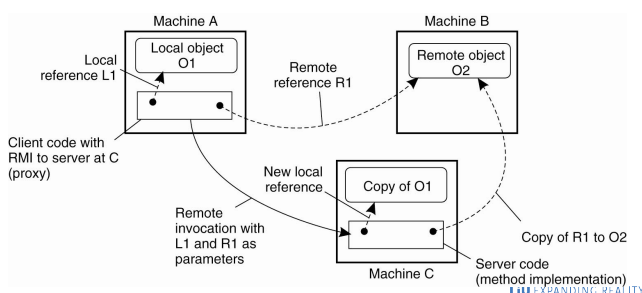 Machine A
Machine B
Local object
O1
Remote object
O2
Local
reference L1
Remote
reference R1
Client code with
RMI to server at C
(proxy)
New local
reference
Copy of O1
Remote
invocation with
L1 and R1 as
parameters
Copy of R1 to O2
Server code
(method implementation)
Machine C
EXPANDING REALITY